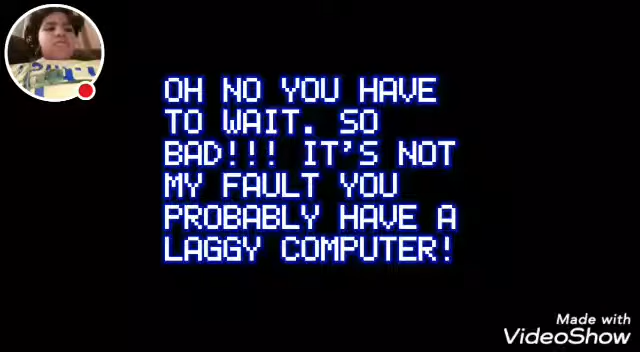 OH NO YOU HAVE
TO WAIT. SO
BAD!!! IT'S NOT
MY FAULT YOU
PROBABLY HAVE A
LAGGY COMPUTER!
Made with
VideoShow